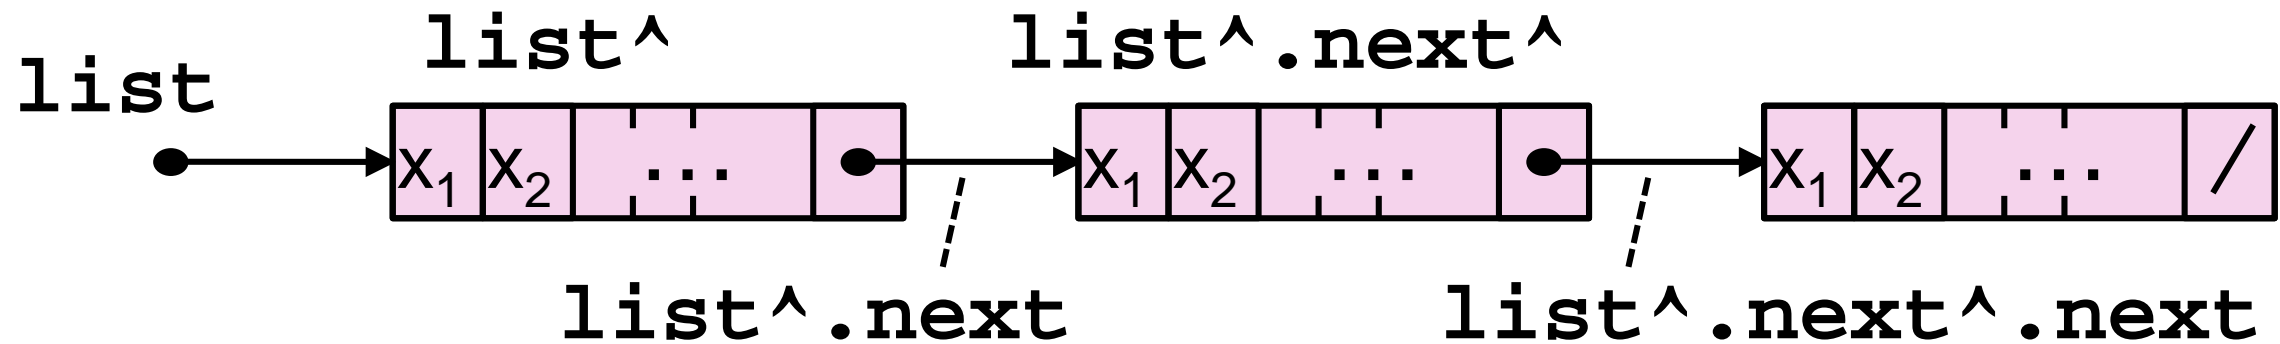 list^ list^.next^
list
x₁ x₂ ... x₁ x₂ ... x₁ x₂ ... /
list^.next list^.next^.next